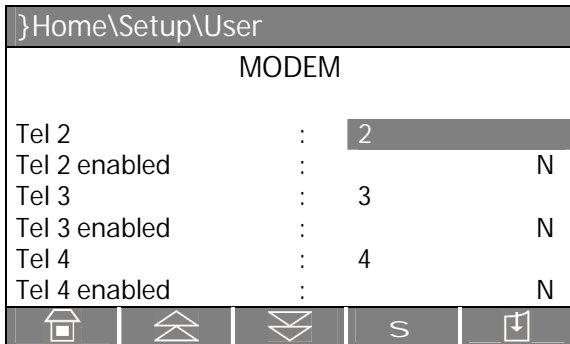 }Home\Setup\User
MODEM
Tel 2 : 2
Tel 2 enabled : N
Tel 3 : 3
Tel 3 enabled : N
Tel 4 : 4
Tel 4 enabled : N
S